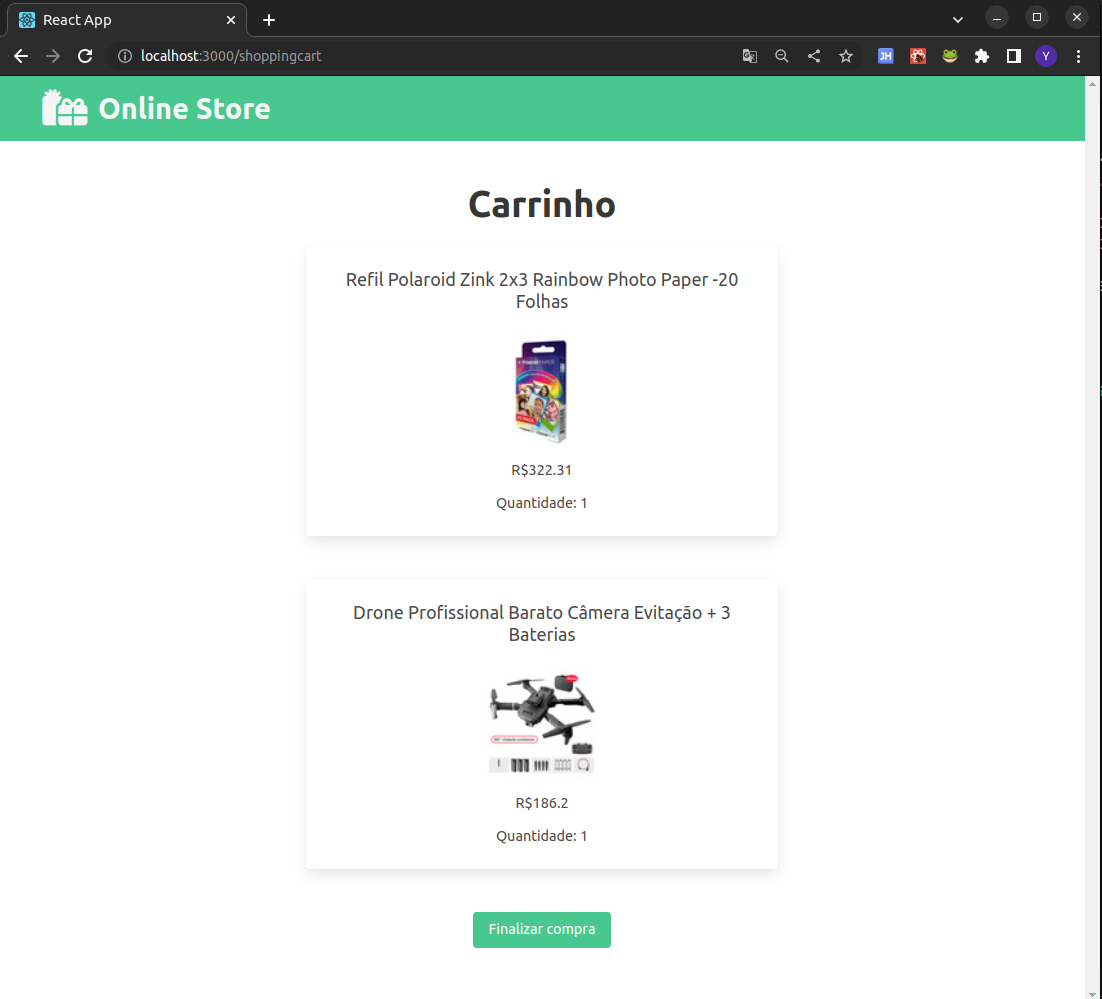 React App
localhost:3000/shoppingcart
JH
Y
Online Store
Carrinho
Refil Polaroid Zink 2x3 Rainbow Photo Paper -20
Folhas
R$322.31
Quantidade: 1
Drone Profissional Barato Câmera Evitação + 3
Baterias
R$186.2
Quantidade: 1
Finalizar compra